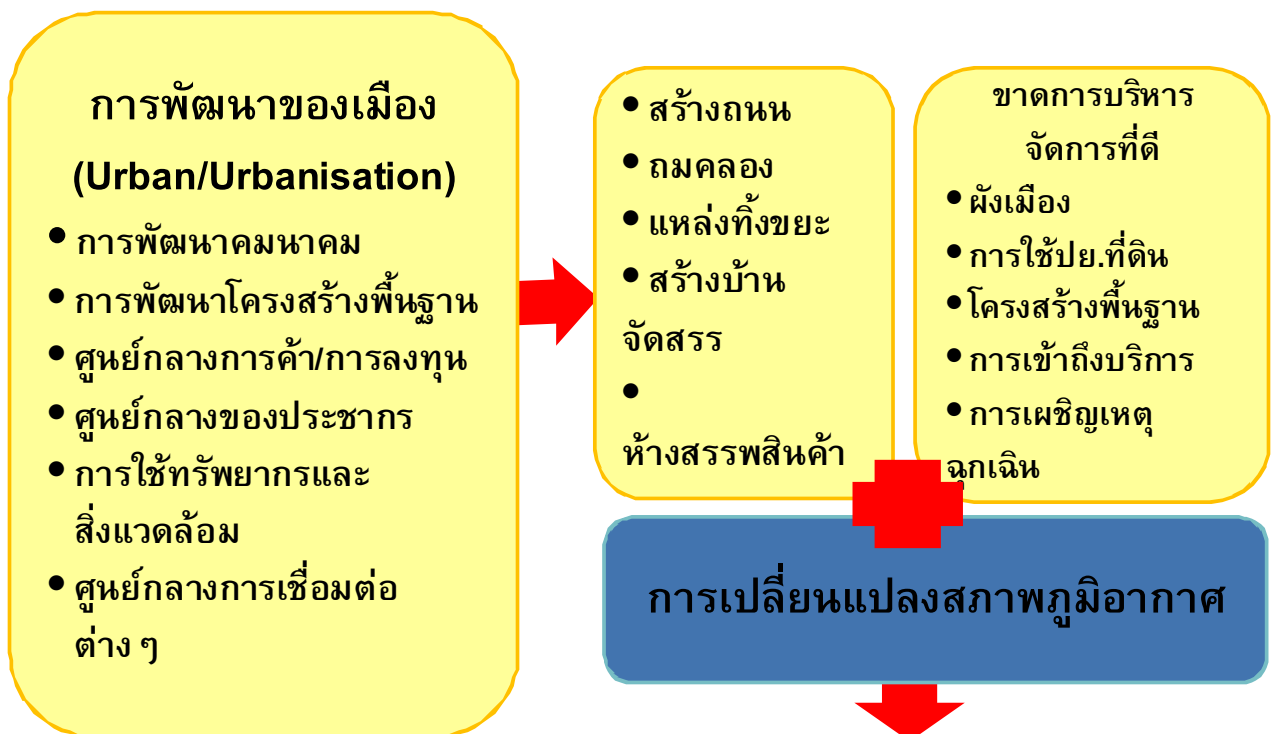 การพัฒนาของเมือง
(Urban/Urbanisation)
• การพัฒนาคมนาคม
• การพัฒนาโครงสร้างพื้นฐาน
• ศูนย์กลางการค้า/การลงทุน
• ศูนย์กลางของประชากร
• การใช้ทรัพยากรและ
สิ่งแวดล้อม
• ศูนย์กลางการเชื่อมต่อ
ต่าง ๆ
• สร้างถนน
• ถมคลอง
• แหล่งทิ้งขยะ
• สร้างบ้าน
จัดสรร
•
ห้างสรรพสินค้า
ขาดการบริหาร
จัดการที่ดี
• ผังเมือง
• การใช้ปย.ที่ดิน
• โครงสร้างพื้นฐาน
• การเข้าถึงบริการ
• การเผชิญเหตุ
ฉุกเฉิน
การเปลี่ยนแปลงสภาพภูมิอากาศ